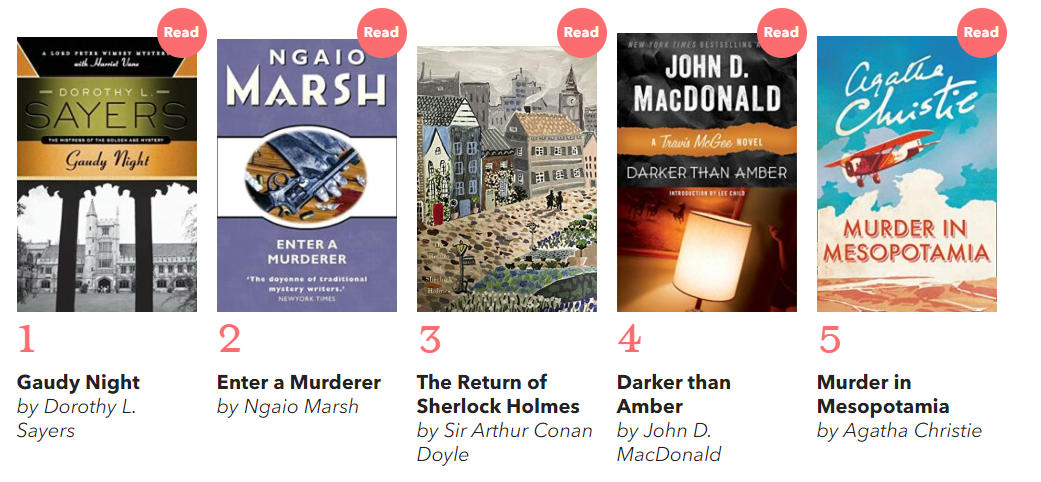 Read
Read
Read
Read
Read
A LORD PETER WIMSEY MYSTERY
with Harriet Vane
DOROTHY L.
SAYERS
THE MISTRESS OF THE GOLDEN AGE MYSTERY
Gaudy Night
NGAIO
MARSH
ENTER A
MURDERER
'The doyenne of traditional
mystery writers.'
NEW YORK TIMES
Sherlock
Holmes
NEW YORK TIMES BESTSELLING
JOHN D.
MACDONALD
A Travis McGee NOVEL
DARKER THAN AMBER
INTRODUCTION BY LEE CHILD
Agatha
Christie
MURDER IN
MESOPOTAMIA
1
Gaudy Night
by Dorothy L.
Sayers
2
Enter a Murderer
by Ngaio Marsh
3
The Return of
Sherlock Holmes
by Sir Arthur Conan
Doyle
4
Darker than
Amber
by John D.
MacDonald
5
Murder in
Mesopotamia
by Agatha Christie